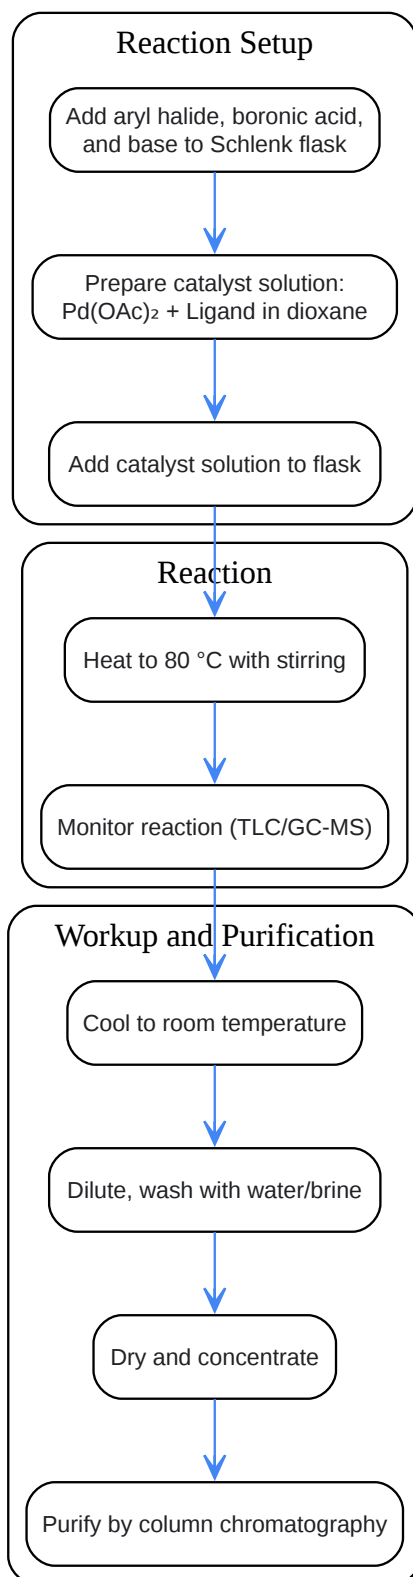 Reaction Setup
Add aryl halide, boronic acid,
and base to Schlenk flask
Prepare catalyst solution:
Pd(OAc)₂ + Ligand in dioxane
Add catalyst solution to flask
Reaction
Heat to 80 °C with stirring
Monitor reaction (TLC/GC-MS)
Workup and Purification
Cool to room temperature
Dilute, wash with water/brine
Dry and concentrate
Purify by column chromatography